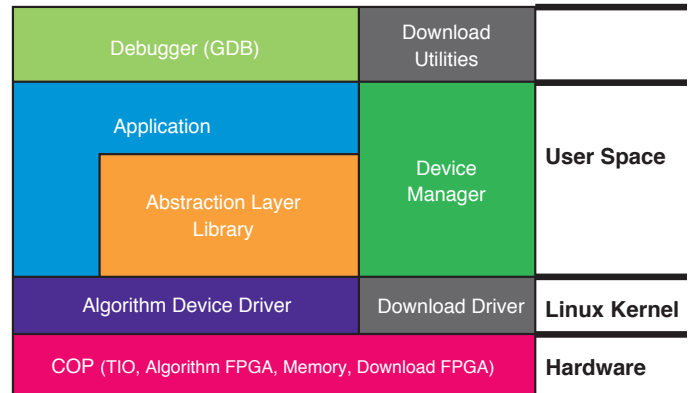 Debugger (GDB)
Download
Utilities
Application
Abstraction Layer
Library
Device
Manager
User Space
Algorithm Device Driver
Download Driver
Linux Kernel
COP (TIO, Algorithm FPGA, Memory, Download FPGA)
Hardware